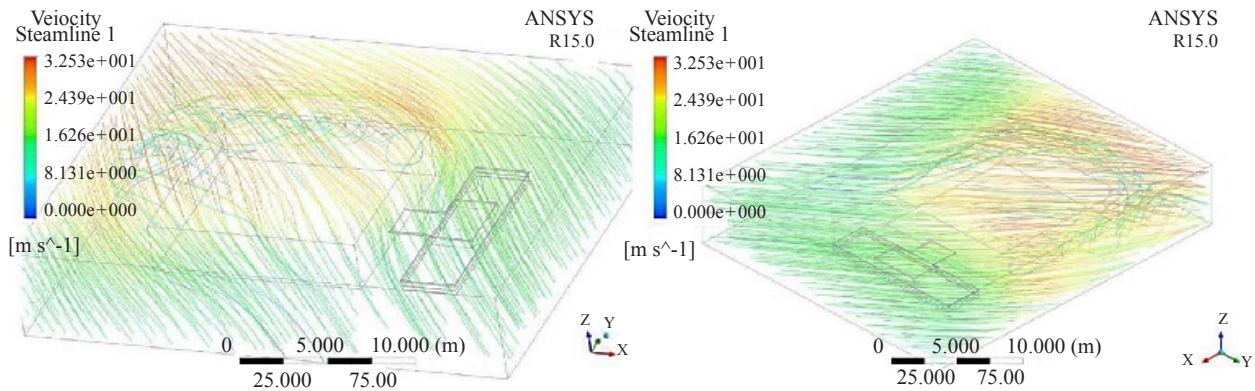 Veiocity
Steamline 1
3.253e+001
2.439e+001
1.626e+001
8.131e+000
0.000e+000
[m s^-1]
ANSYS
R15.0
Z
Y
X
0 5.000 10.000 (m)
25.000 75.00
Veiocity
Steamline 1
3.253e+001
2.439e+001
1.626e+001
8.131e+000
0.000e+000
[m s^-1]
ANSYS
R15.0
Z
X
Y
0 5.000 10.000 (m)
25.000 75.00